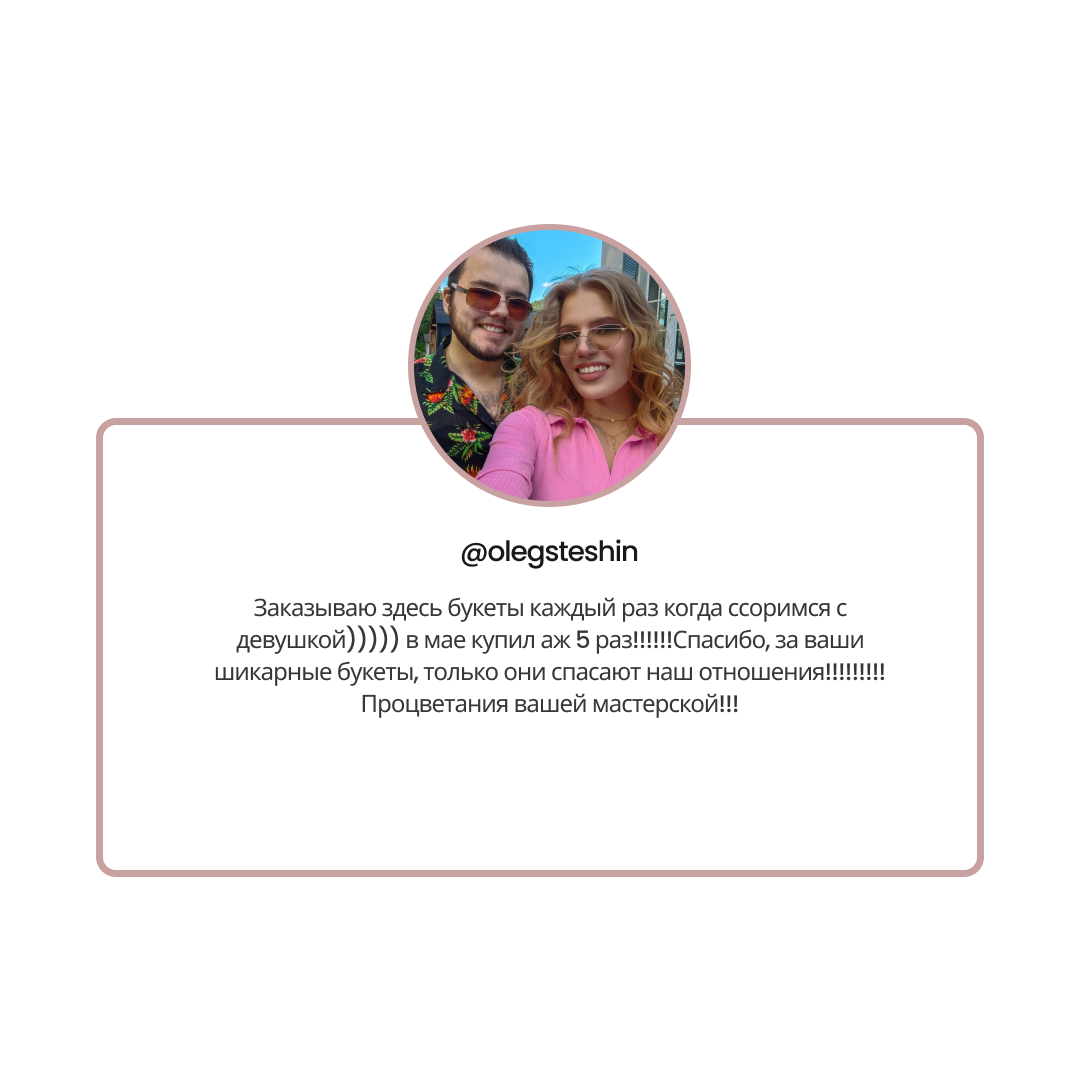 @olegsteshin
Заказываю здесь букеты каждый раз когда ссоримся с
девушкой))))) в мае купил аж 5 раз!!!!!!Спасибо, за ваши
шикарные букеты, только они спасают наш отношения!!!!!!!!!
Процветания вашей мастерской!!!